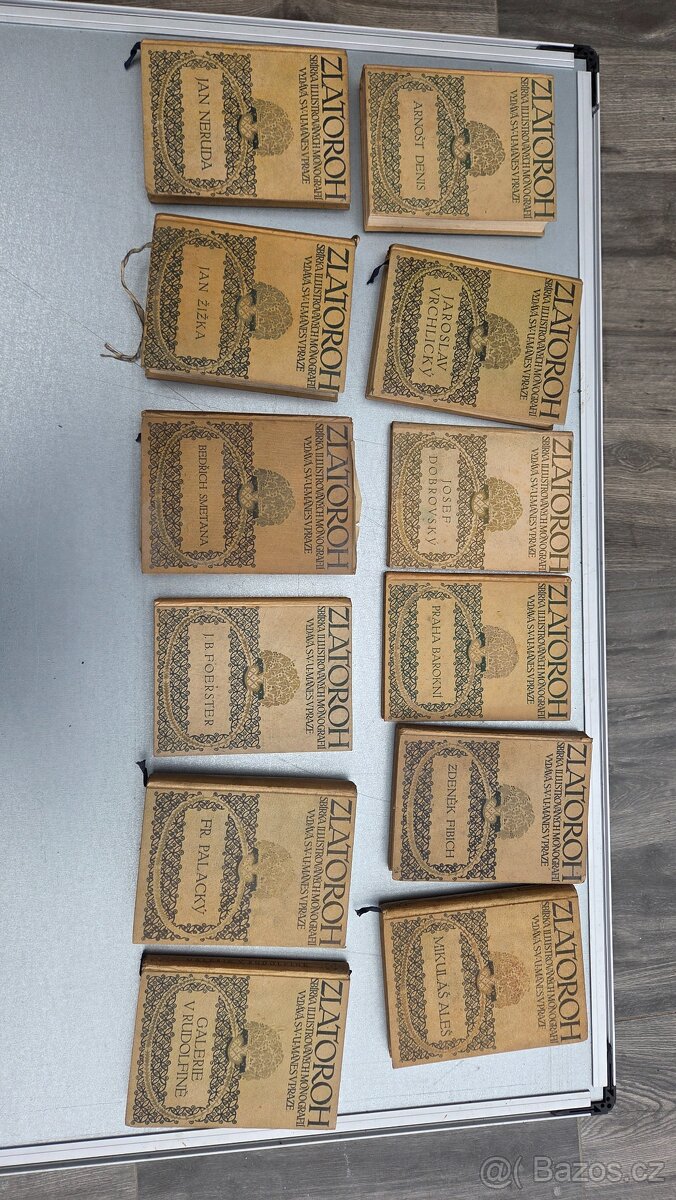 ZLATOROH
SBÍRKA ILLUSTROVANÝCH MONOGRAFIÍ
VYDÁVÁ S·V·U·MÁNES V PRAZE
JAN NERUDA
ZLATOROH
SBÍRKA ILLUSTROVANÝCH MONOGRAFIÍ
VYDÁVÁ S·V·U·MÁNES V PRAZE
ARNOŠT DENIS
ZLATOROH
SBÍRKA ILLUSTROVANÝCH MONOGRAFIÍ
VYDÁVÁ S·V·U·MÁNES V PRAZE
JAN ŽIŽKA
ZLATOROH
SBÍRKA ILLUSTROVANÝCH MONOGRAFIÍ
VYDÁVÁ S·V·U·MÁNES V PRAZE
JAROSLAV
VRCHLICKÝ
ZLATOROH
SBÍRKA ILLUSTROVANÝCH MONOGRAFIÍ
VYDÁVÁ S·V·U·MÁNES V PRAZE
BEDŘICH SMETANA
ZLATOROH
SBÍRKA ILLUSTROVANÝCH MONOGRAFIÍ
VYDÁVÁ S·V·U·MÁNES V PRAZE
JOSEF
DOBROVSKÝ
ZLATOROH
SBÍRKA ILLUSTROVANÝCH MONOGRAFIÍ
VYDÁVÁ S·V·U·MÁNES V PRAZE
J.B.FOERSTER
ZLATOROH
SBÍRKA ILLUSTROVANÝCH MONOGRAFIÍ
VYDÁVÁ S·V·U·MÁNES V PRAZE
PRAHA BAROKNÍ
ZLATOROH
SBÍRKA ILLUSTROVANÝCH MONOGRAFIÍ
VYDÁVÁ S·V·U·MÁNES V PRAZE
FR. PALACKÝ
ZLATOROH
SBÍRKA ILLUSTROVANÝCH MONOGRAFIÍ
VYDÁVÁ S·V·U·MÁNES V PRAZE
ZDENĚK FIBICH
ZLATOROH
SBÍRKA ILLUSTROVANÝCH MONOGRAFIÍ
VYDÁVÁ S·V·U·MÁNES V PRAZE
GALERIE
V RUDOLFINĚ
ZLATOROH
SBÍRKA ILLUSTROVANÝCH MONOGRAFIÍ
VYDÁVÁ S·V·U·MÁNES V PRAZE
MIKULÁŠ ALEŠ
@ Bazos.cz